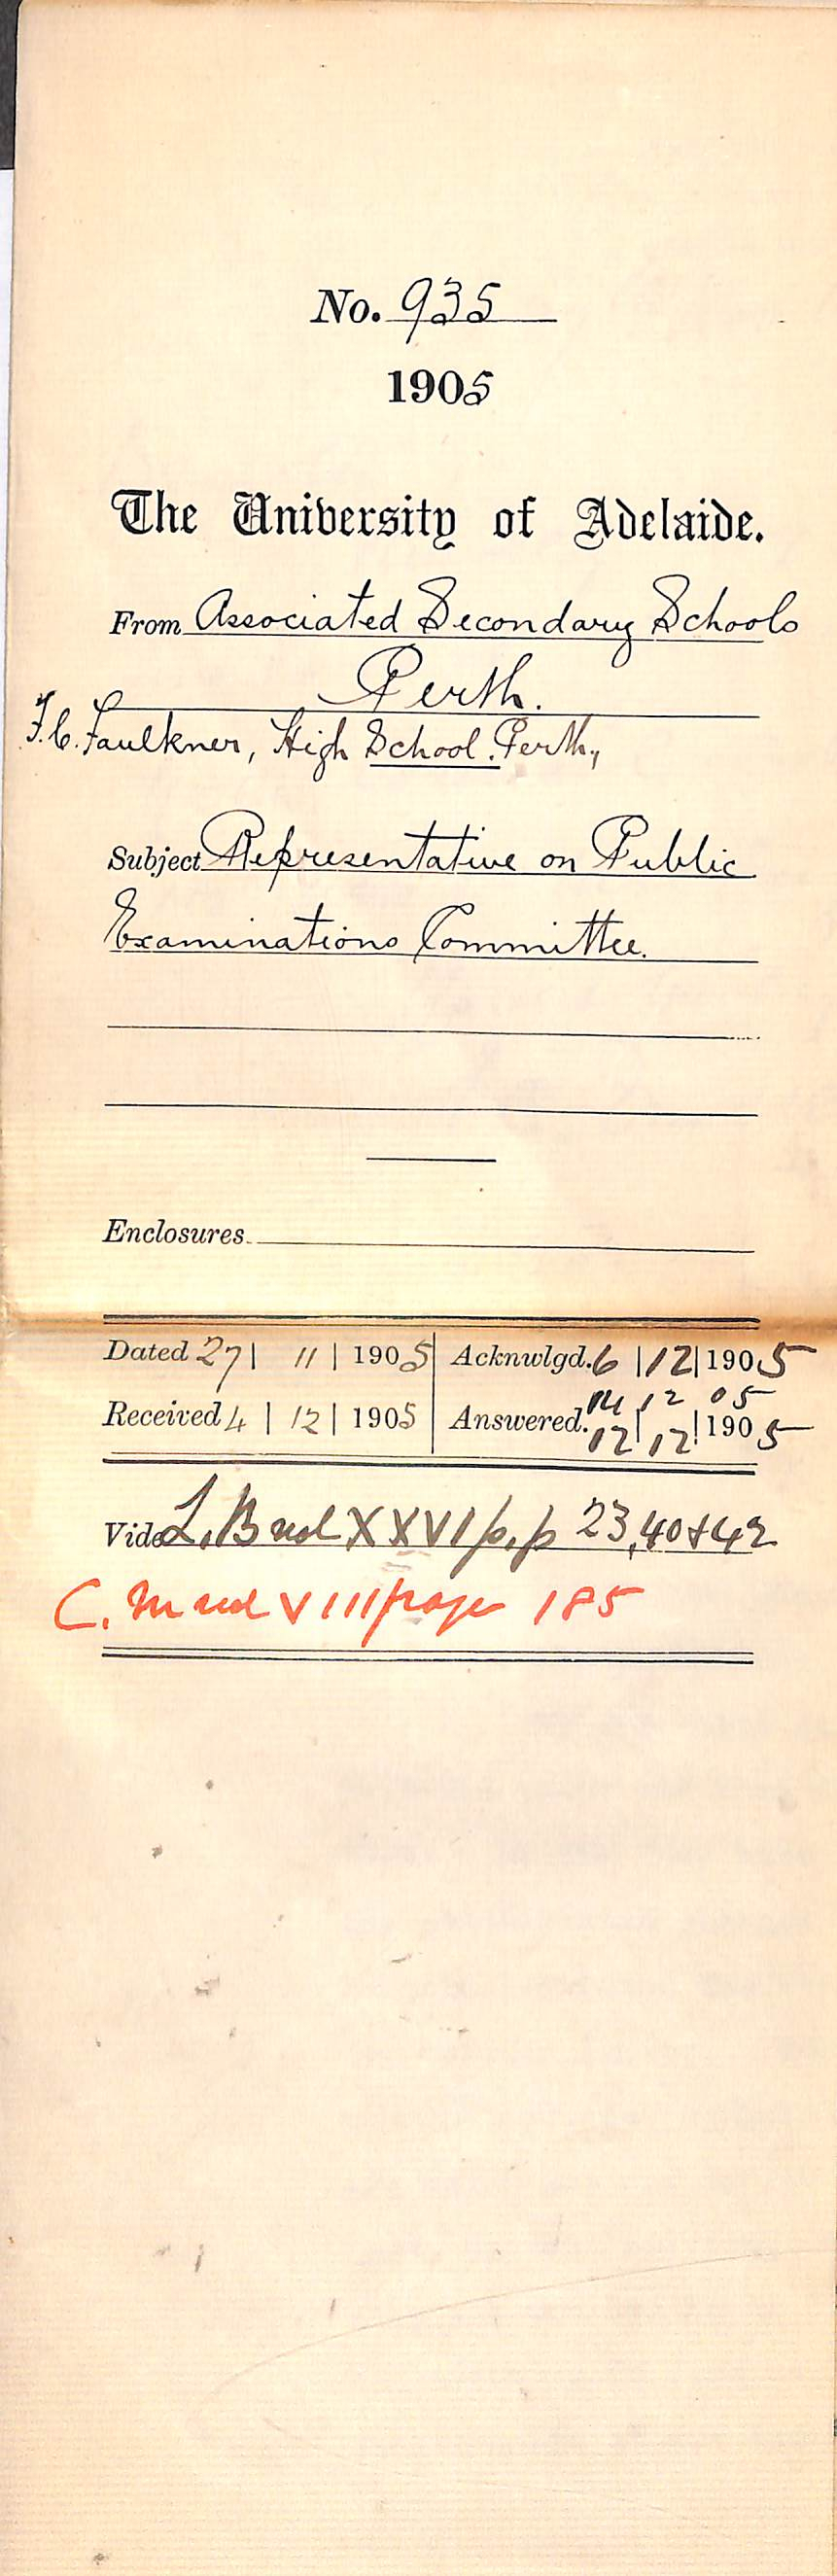 No. 935
1905
The University of Adelaide.
From Associated Secondary Schools
Perth.
F. C. Faulkner, High School. Perth,
Subject Representative on Public
Examinations Committee.
Enclosures
Dated 27 | 11 | 1905 Acknwlgd. 6 | 12 | 1905
14 12 05
Received 4 | 12 | 1905 Answered. 12 | 12 | 1905
Vide L. B vol XXVI p. p 23, 40 & 42
C. M vol VIII page 185